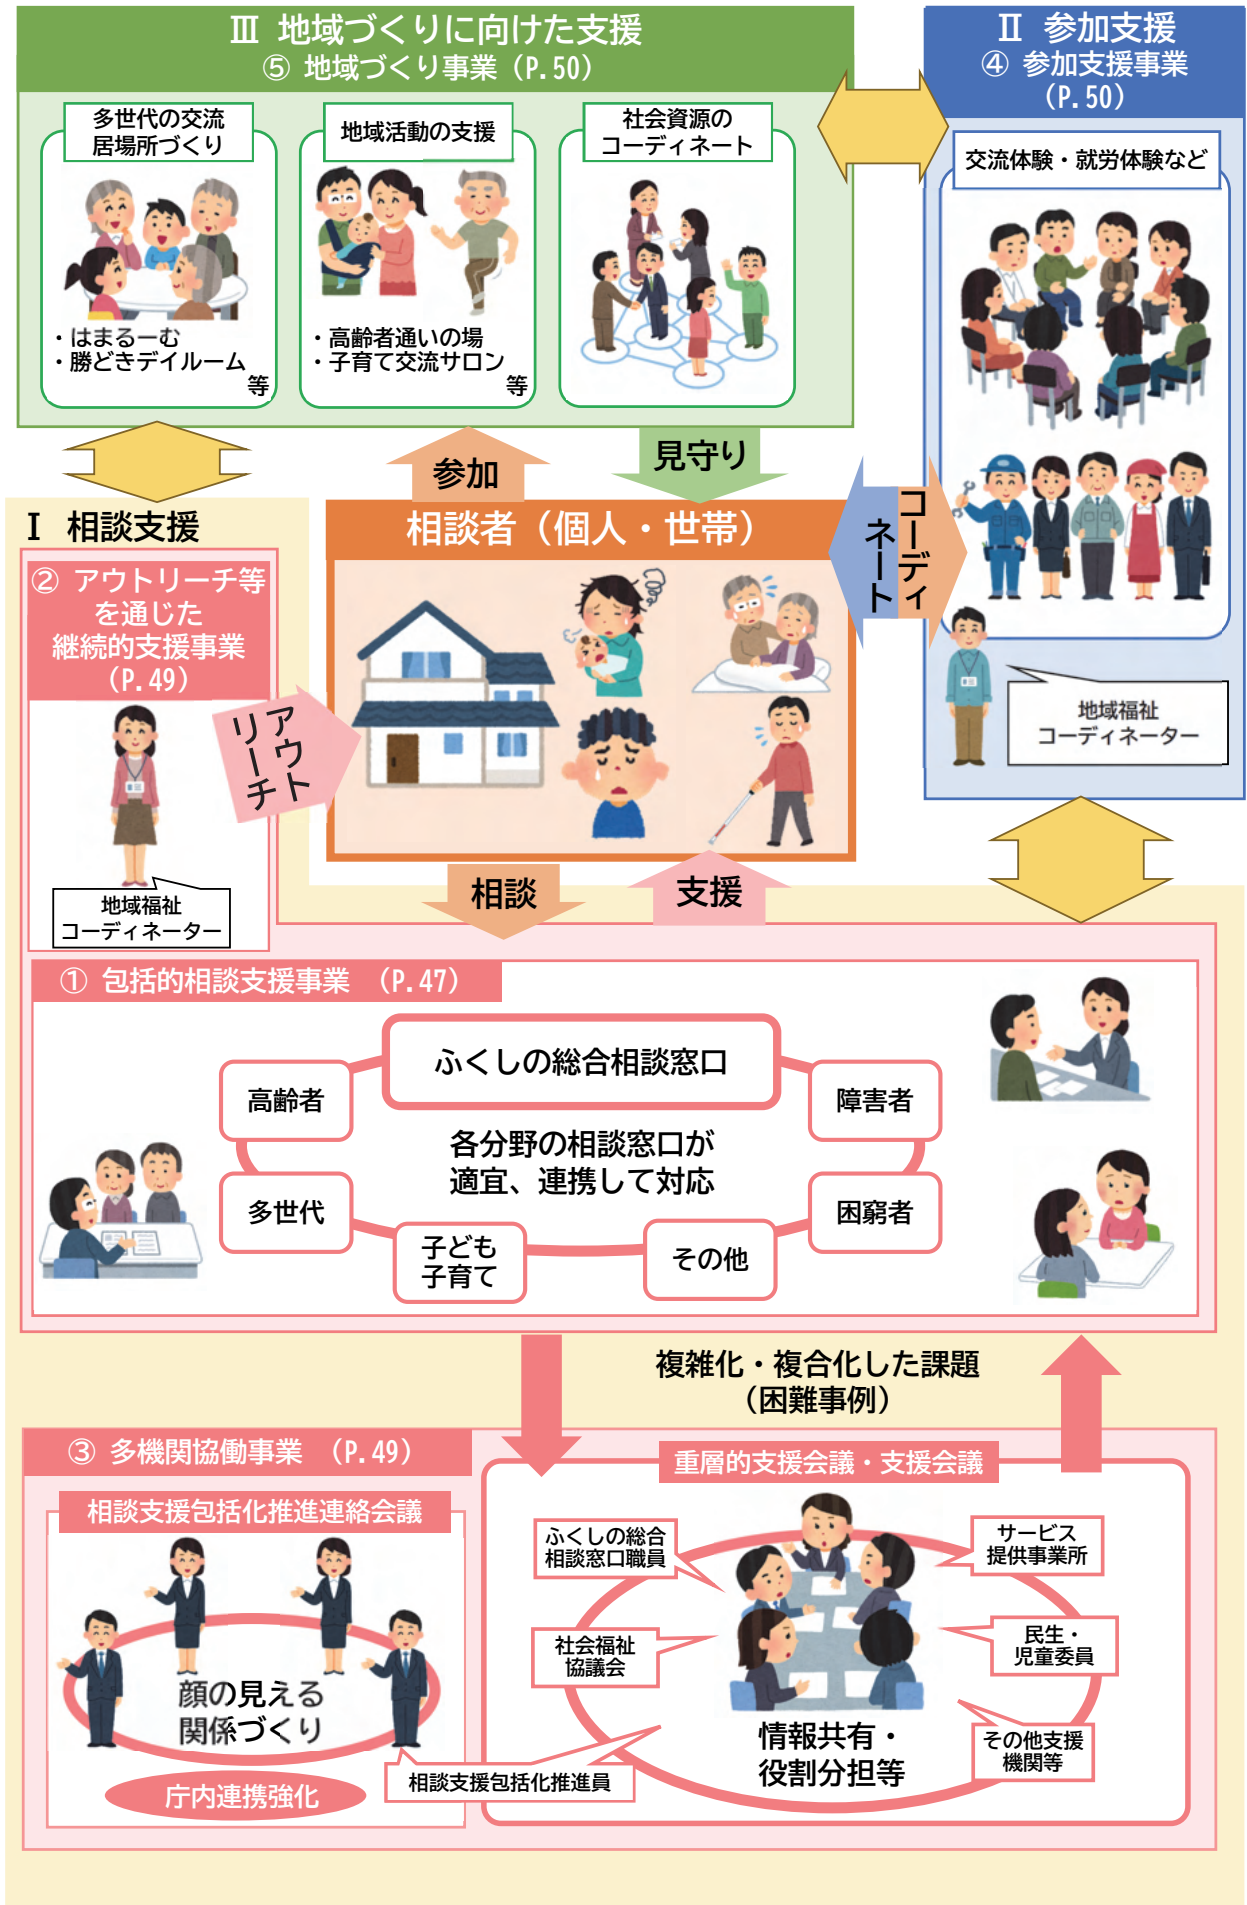 Ⅲ 地域づくりに向けた支援
⑤ 地域づくり事業（P.50）
多世代の交流
居場所づくり
・はまるーむ
・勝どきデイルーム
等
地域活動の支援
・高齢者通いの場
・子育て交流サロン
等
社会資源の
コーディネート
Ⅱ 参加支援
④ 参加支援事業
（P.50）
交流体験・就労体験など
地域福祉
コーディネーター
参加
見守り
コーディ
ネート
Ⅰ 相談支援
② アウトリーチ等
を通じた
継続的支援事業
（P.49）
アウト
リーチ
地域福祉
コーディネーター
相談者（個人・世帯）
相談
支援
① 包括的相談支援事業 （P.47）
ふくしの総合相談窓口
高齢者
障害者
各分野の相談窓口が
適宜、連携して対応
多世代
困窮者
子ども
子育て
その他
複雑化・複合化した課題
（困難事例）
③ 多機関協働事業 （P.49）
相談支援包括化推進連絡会議
顔の見える
関係づくり
庁内連携強化
相談支援包括化推進員
重層的支援会議・支援会議
ふくしの総合
相談窓口職員
サービス
提供事業所
社会福祉
協議会
民生・
児童委員
その他支援
機関等
情報共有・
役割分担等